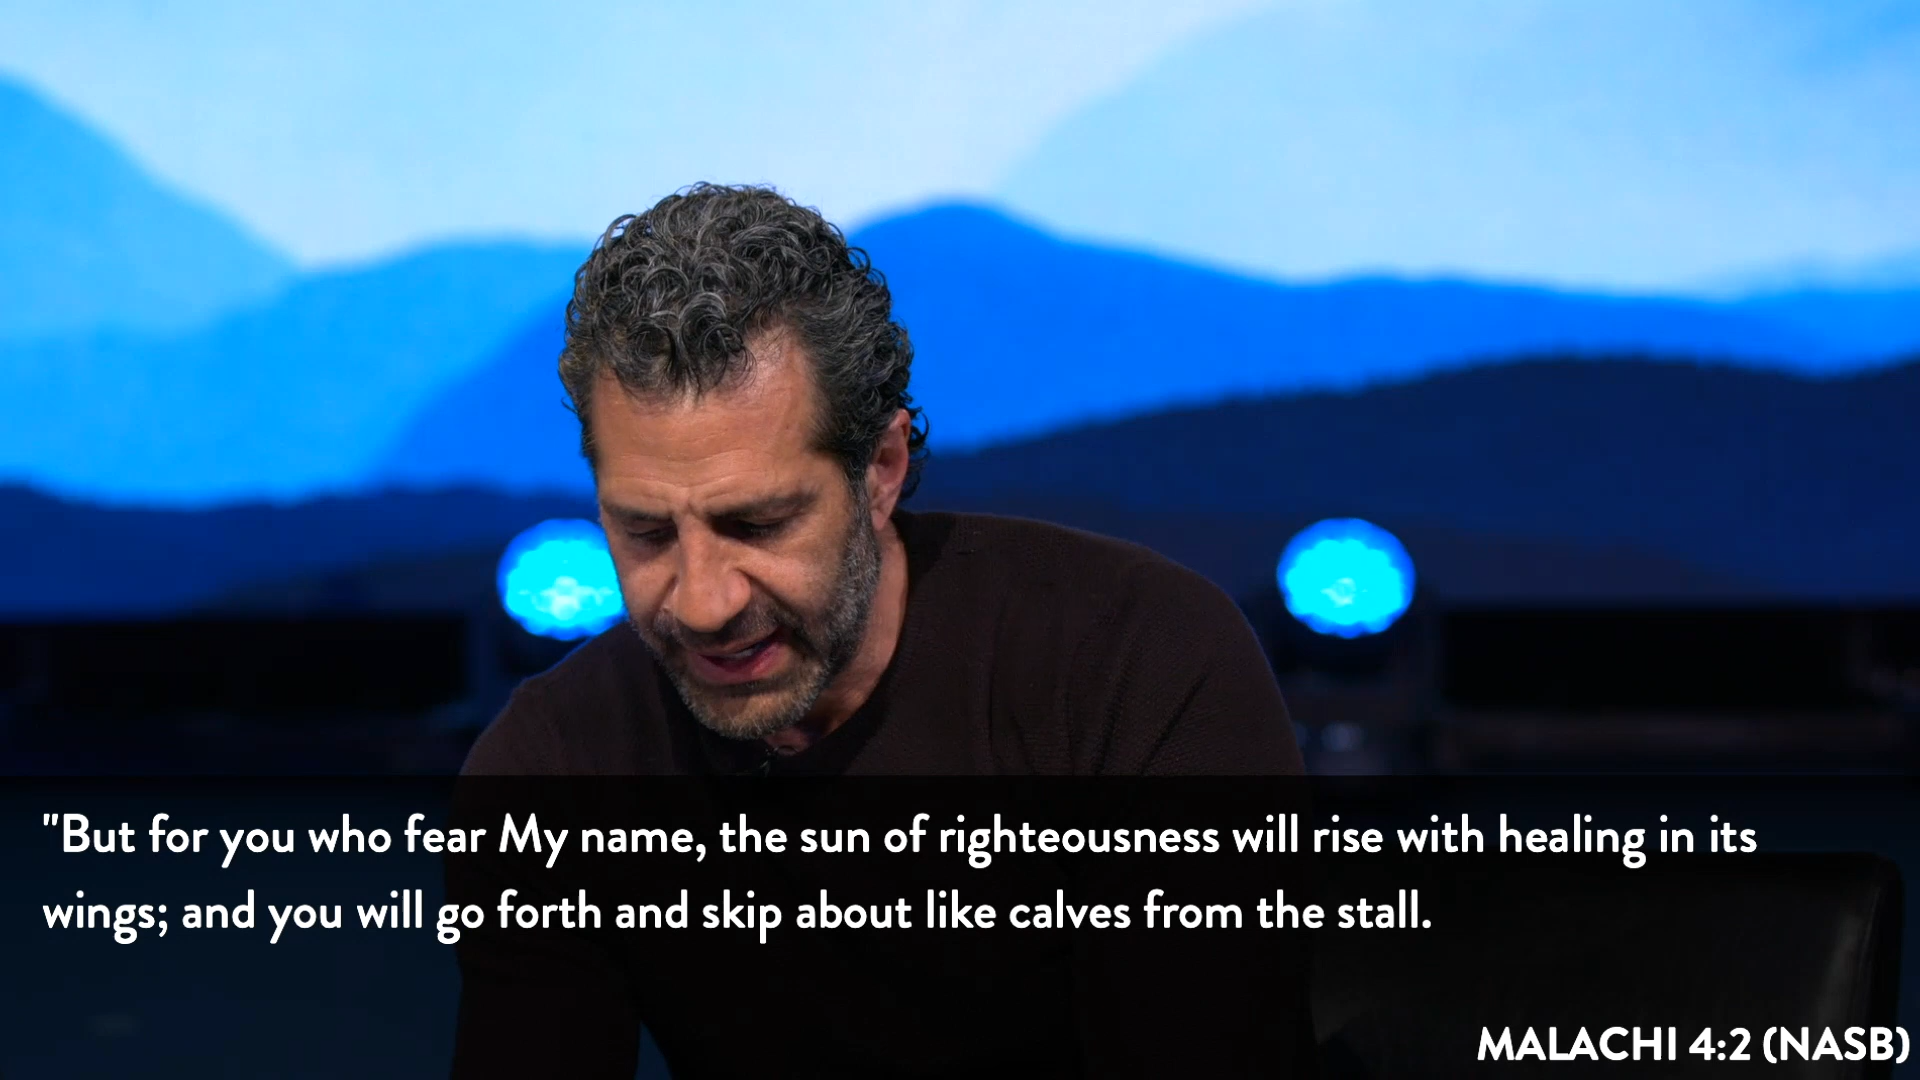 "But for you who fear My name, the sun of righteousness will rise with healing in its
wings; and you will go forth and skip about like calves from the stall.
MALACHI 4:2 (NASB)